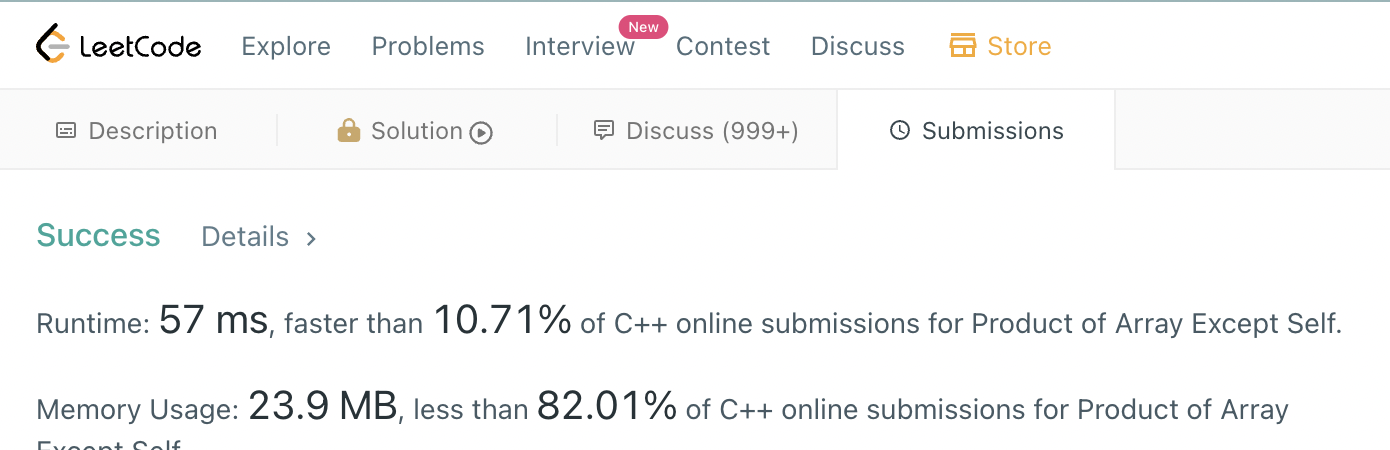 LeetCode Explore Problems Interview New Contest Discuss Store
Description Solution Discuss (999+) Submissions
Success Details >
Runtime: 57 ms, faster than 10.71% of C++ online submissions for Product of Array Except Self.
Memory Usage: 23.9 MB, less than 82.01% of C++ online submissions for Product of Array
Except Self